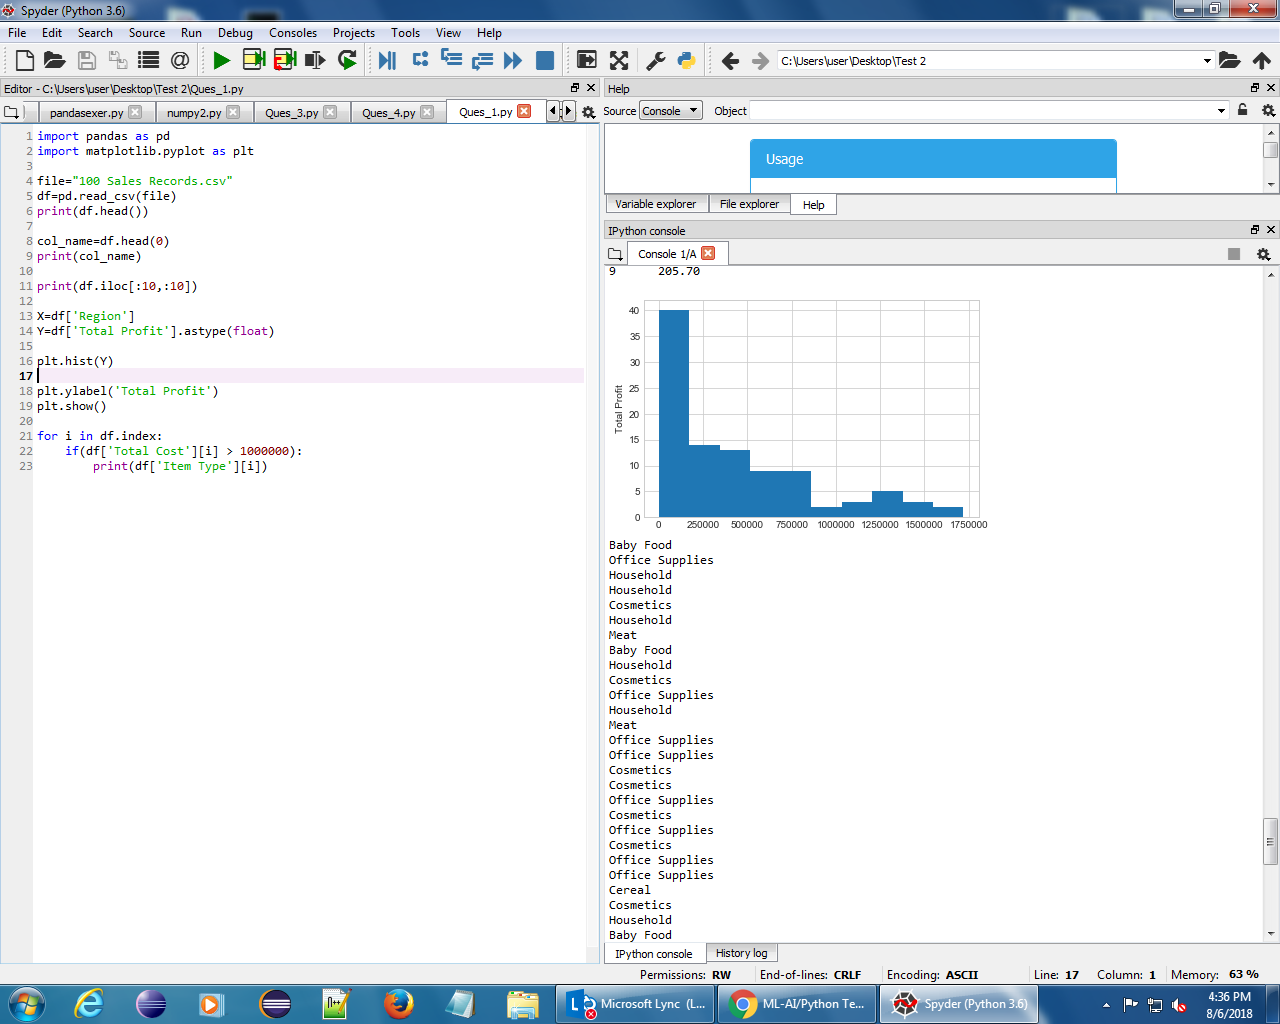 Spyder (Python 3.6)
File Edit Search Source Run Debug Consoles Projects Tools View Help
C:\Users\user\Desktop\Test 2
Editor - C:\Users\user\Desktop\Test 2\Ques_1.py
pandasexer.py numpy2.py Ques_3.py Ques_4.py Ques_1.py
1 import pandas as pd
2 import matplotlib.pyplot as plt
3
4 file="100 Sales Records.csv"
5 df=pd.read_csv(file)
6 print(df.head())
7
8 col_name=df.head(0)
9 print(col_name)
10
11 print(df.iloc[:10,:10])
12
13 X=df['Region']
14 Y=df['Total Profit'].astype(float)
15
16 plt.hist(Y)
17
18 plt.ylabel('Total Profit')
19 plt.show()
20
21 for i in df.index:
22     if(df['Total Cost'][i] > 1000000):
23         print(df['Item Type'][i])
Help
Source Console Object
Usage
Variable explorer File explorer Help
IPython console
Console 1/A
9 205.70
40
35
30
25
20
15
10
5
0
Total Profit
0 250000 500000 750000 1000000 1250000 1500000 1750000
Baby Food
Office Supplies
Household
Household
Cosmetics
Household
Meat
Baby Food
Household
Cosmetics
Office Supplies
Household
Meat
Office Supplies
Office Supplies
Cosmetics
Cosmetics
Office Supplies
Cosmetics
Office Supplies
Cosmetics
Office Supplies
Office Supplies
Cereal
Cosmetics
Household
Baby Food
IPython console History log
Permissions: RW End-of-lines: CRLF Encoding: ASCII Line: 17 Column: 1 Memory: 63 %
Microsoft Lync (L... ML-AI/Python Te... Spyder (Python 3.6)
4:36 PM
8/6/2018